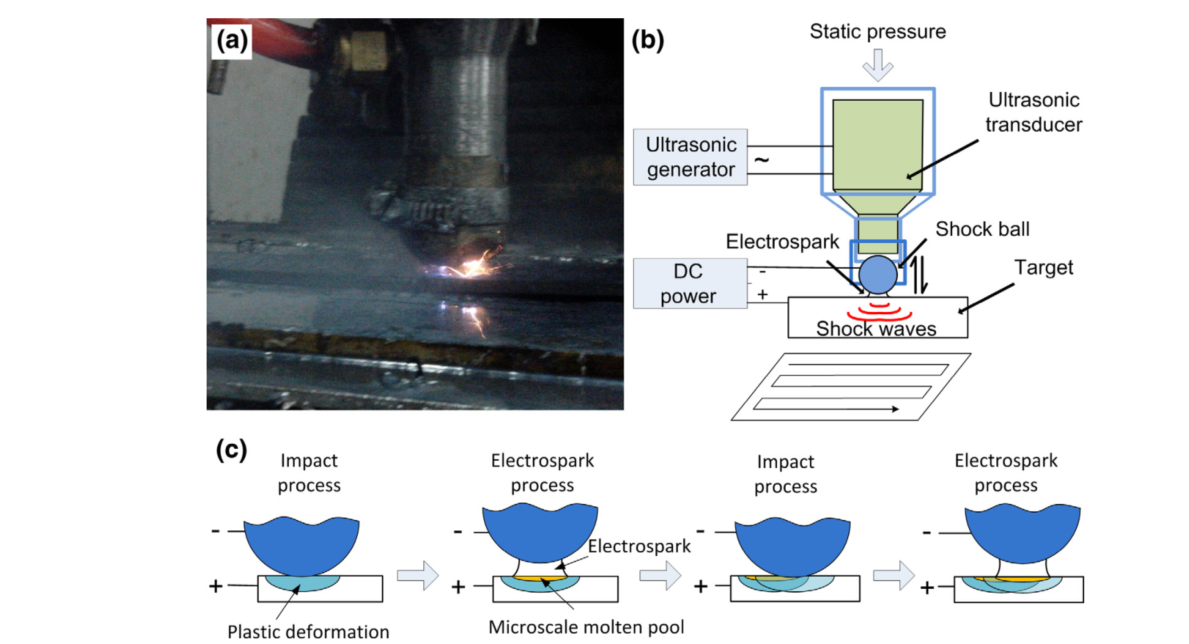 (a)
(b)
Static pressure
Ultrasonic
transducer
Ultrasonic
generator
~
Electrospark
Shock ball
DC
power
-
+
Target
Shock waves
(c)
Impact
process
Electrospark
process
Impact
process
Electrospark
process
-
+
Plastic deformation
-
+
Electrospark
Microscale molten pool
-
+
-
+